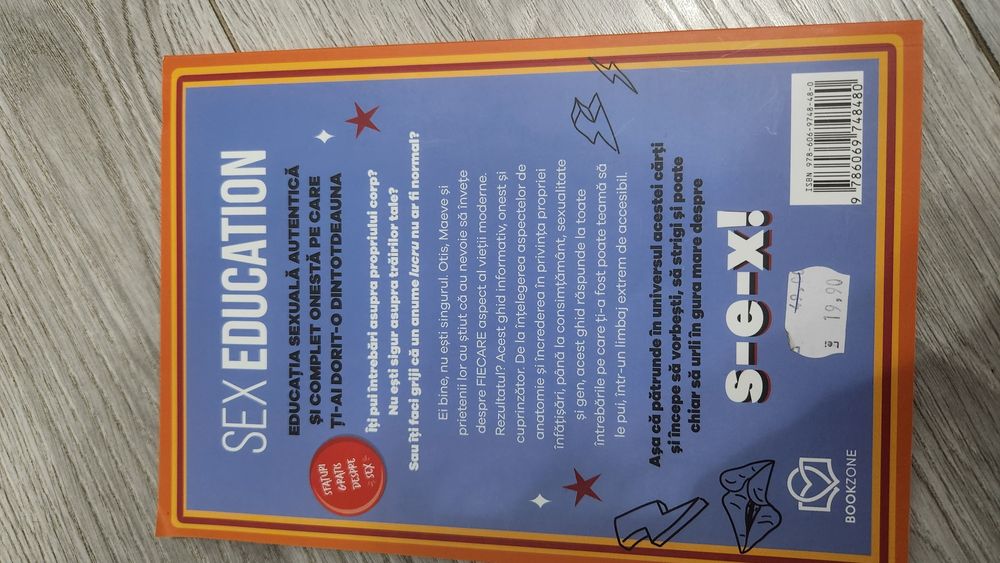 SEX EDUCATION
EDUCAȚIA SEXUALĂ AUTENTICĂ
ȘI COMPLET ONESTĂ PE CARE
ȚI-AI DORIT-O DINTOTDEAUNA
SFATURI
GRATIS
DESPRE
SEX
Îți pui întrebări asupra propriului corp?
Nu ești sigur asupra trăirilor tale?
Sau îți faci griji că un anume lucru nu ar fi normal?
Ei bine, nu ești singurul. Otis, Maeve și
prietenii lor au știut că au nevoie să învețe
despre FIECARE aspect al vieții moderne.
Rezultatul? Acest ghid informativ, onest și
cuprinzător. De la înțelegerea aspectelor de
anatomie și încrederea în privința propriei
înfățișări, până la consimțământ, sexualitate
și gen, acest ghid răspunde la toate
întrebările pe care ți-a fost poate teamă să
le pui, într-un limbaj extrem de accesibil.
Așa că pătrunde în universul acestei cărți
și începe să vorbești, să strigi și poate
chiar să urli în gura mare despre
s-e-x!
19,90
BOOKZONE
ISBN 978-606-9748-48-0
9 786069 748480